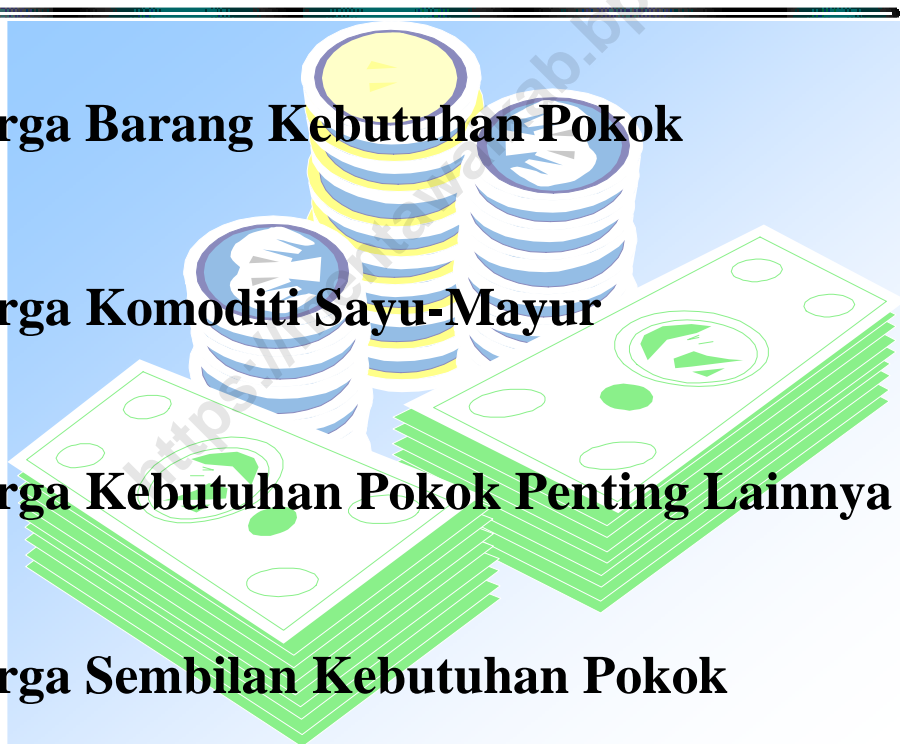 rga Barang Kebutuhan Pokok
rga Komoditi Sayu-Mayur
rga Kebutuhan Pokok Penting Lainnya
rga Sembilan Kebutuhan Pokok